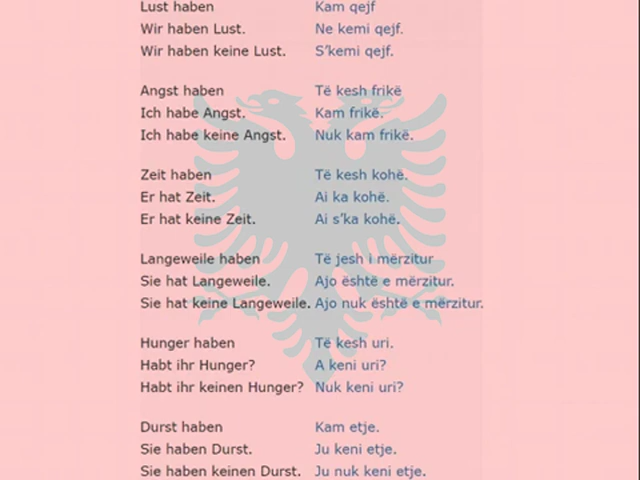 Lust haben Kam qejf
Wir haben Lust. Ne kemi qejf.
Wir haben keine Lust. S'kemi qejf.
Angst haben Të kesh frikë
Ich habe Angst. Kam frikë.
Ich habe keine Angst. Nuk kam frikë.
Zeit haben Të kesh kohë.
Er hat Zeit. Ai ka kohë.
Er hat keine Zeit. Ai s'ka kohë.
Langeweile haben Të jesh i mërzitur
Sie hat Langeweile. Ajo është e mërzitur.
Sie hat keine Langeweile. Ajo nuk është e mërzitur.
Hunger haben Të kesh uri.
Habt ihr Hunger? A keni uri?
Habt ihr keinen Hunger? Nuk keni uri?
Durst haben Kam etje.
Sie haben Durst. Ju keni etje.
Sie haben keinen Durst. Ju nuk keni etje.